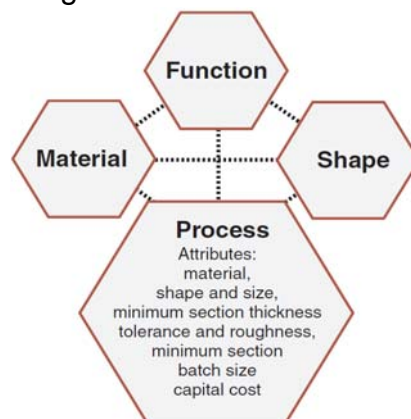 Function
Material
Shape
Process
Attributes:
material,
shape and size,
minimum section thickness
tolerance and roughness,
minimum section
batch size
capital cost